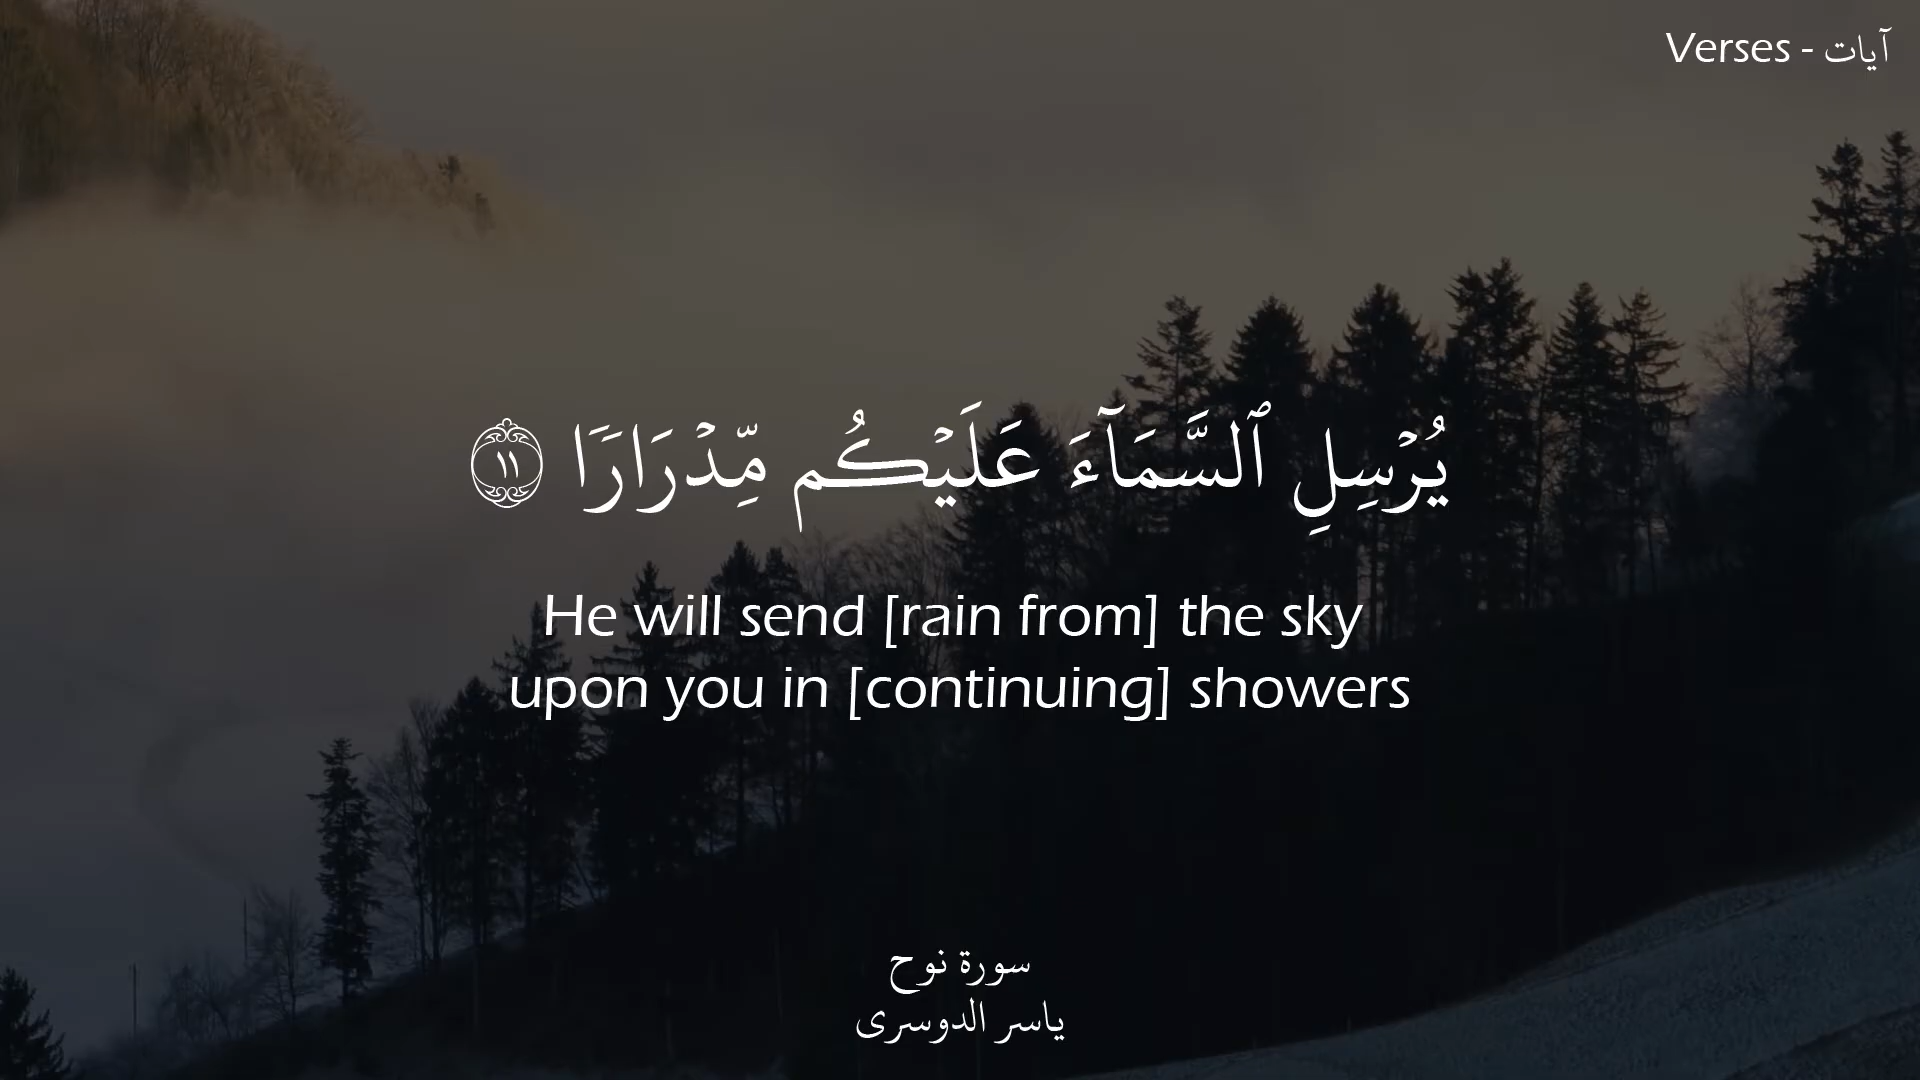 Verses - آيات
يُرۡسِلِ ٱلسَّمَآءَ عَلَيۡكُم مِّدۡرَارٗا ١١
He will send [rain from] the sky
upon you in [continuing] showers
سورة نوح
ياسر الدوسرى